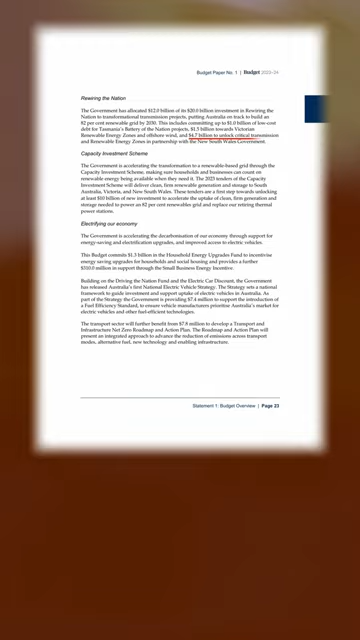 Budget Paper No. 1 | Budget 2023–24
Rewiring the Nation
The Government has allocated $12.0 billion of its $20.0 billion investment in Rewiring the
Nation to transformational transmission projects, putting Australia on track to build an
82 per cent renewable grid by 2030. This includes committing up to $1.0 billion of low-cost
debt for Tasmania's Battery of the Nation projects, $1.5 billion towards Victorian
Renewable Energy Zones and offshore wind, and $4.7 billion to unlock critical transmission
and Renewable Energy Zones in partnership with the New South Wales Government.
Capacity Investment Scheme
The Government is accelerating the transformation to a renewable-based grid through the
Capacity Investment Scheme, making sure households and businesses can count on
renewable energy being available when they need it. The 2023 tenders of the Capacity
Investment Scheme will deliver clean, firm renewable generation and storage to South
Australia, Victoria, and New South Wales. These tenders are a first step towards unlocking
at least $10 billion of new investment to accelerate the uptake of clean, firm generation and
storage needed to power an 82 per cent renewables grid and replace our retiring thermal
power stations.
Electrifying our economy
The Government is accelerating the decarbonisation of our economy through support for
energy-saving and electrification upgrades, and improved access to electric vehicles.
This Budget commits $1.3 billion in the Household Energy Upgrades Fund to incentivise
energy saving upgrades for households and social housing and provides a further
$310.0 million in support through the Small Business Energy Incentive.
Building on the Driving the Nation Fund and the Electric Car Discount, the Government
has released Australia's first National Electric Vehicle Strategy. The Strategy sets a national
framework to guide investment and support uptake of electric vehicles in Australia. As
part of the Strategy the Government is providing $7.4 million to support the introduction of
a Fuel Efficiency Standard, to ensure vehicle manufacturers prioritise Australia's market for
electric vehicles and other fuel-efficient technologies.
The transport sector will further benefit from $7.8 million to develop a Transport and
Infrastructure Net Zero Roadmap and Action Plan. The Roadmap and Action Plan will
present an integrated approach to advance the reduction of emissions across transport
modes, alternative fuel, new technology and enabling infrastructure.
Statement 1: Budget Overview | Page 23